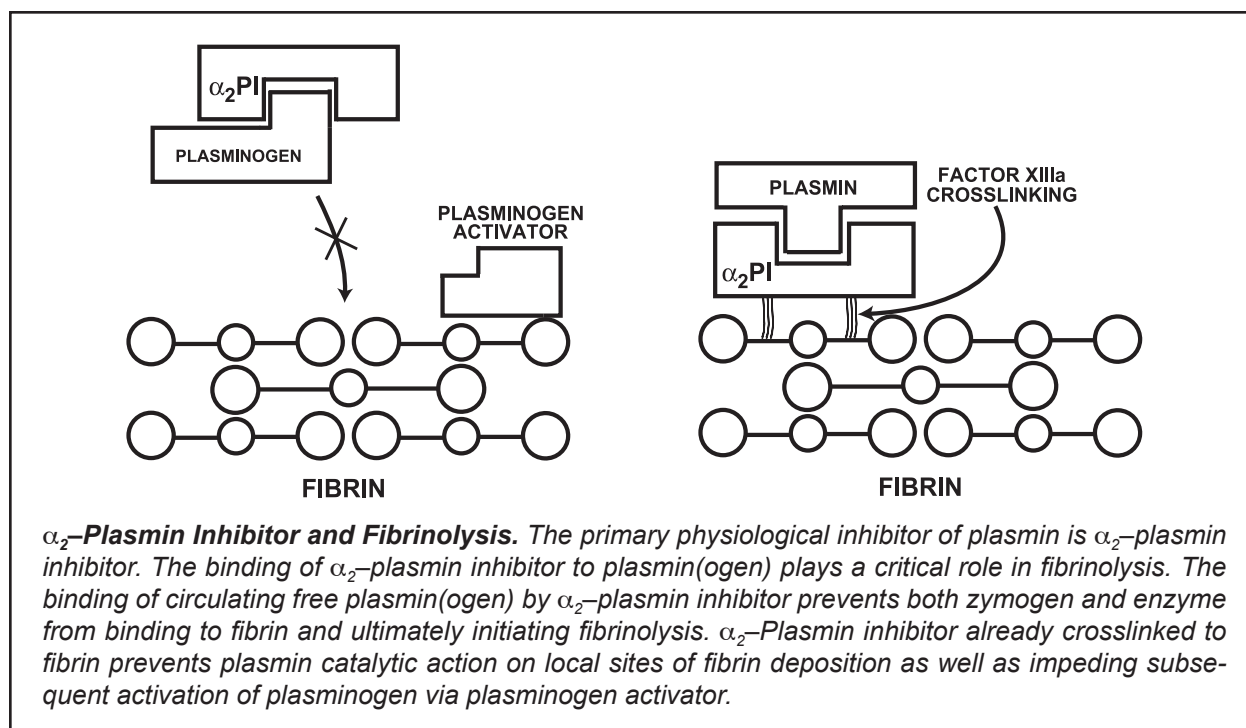 α₂PI
PLASMINOGEN
PLASMINOGEN
ACTIVATOR
FIBRIN
PLASMIN
FACTOR XIIIa
CROSSLINKING
α₂PI
FIBRIN
α₂–Plasmin Inhibitor and Fibrinolysis. The primary physiological inhibitor of plasmin is α₂–plasmin
inhibitor. The binding of α₂–plasmin inhibitor to plasmin(ogen) plays a critical role in fibrinolysis. The
binding of circulating free plasmin(ogen) by α₂–plasmin inhibitor prevents both zymogen and enzyme
from binding to fibrin and ultimately initiating fibrinolysis. α₂–Plasmin inhibitor already crosslinked to
fibrin prevents plasmin catalytic action on local sites of fibrin deposition as well as impeding subse-
quent activation of plasminogen via plasminogen activator.